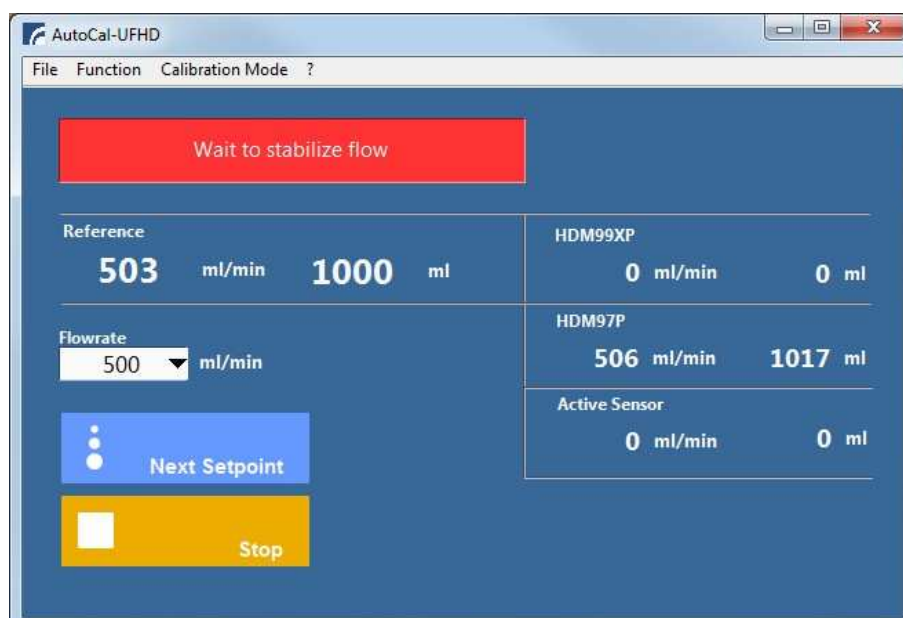 AutoCal-UFHD
File Function Calibration Mode ?
Wait to stabilize flow
Reference
503 ml/min 1000 ml
HDM99XP
0 ml/min 0 ml
Flowrate
500 ml/min
HDM97P
506 ml/min 1017 ml
Active Sensor
0 ml/min 0 ml
Next Setpoint
Stop